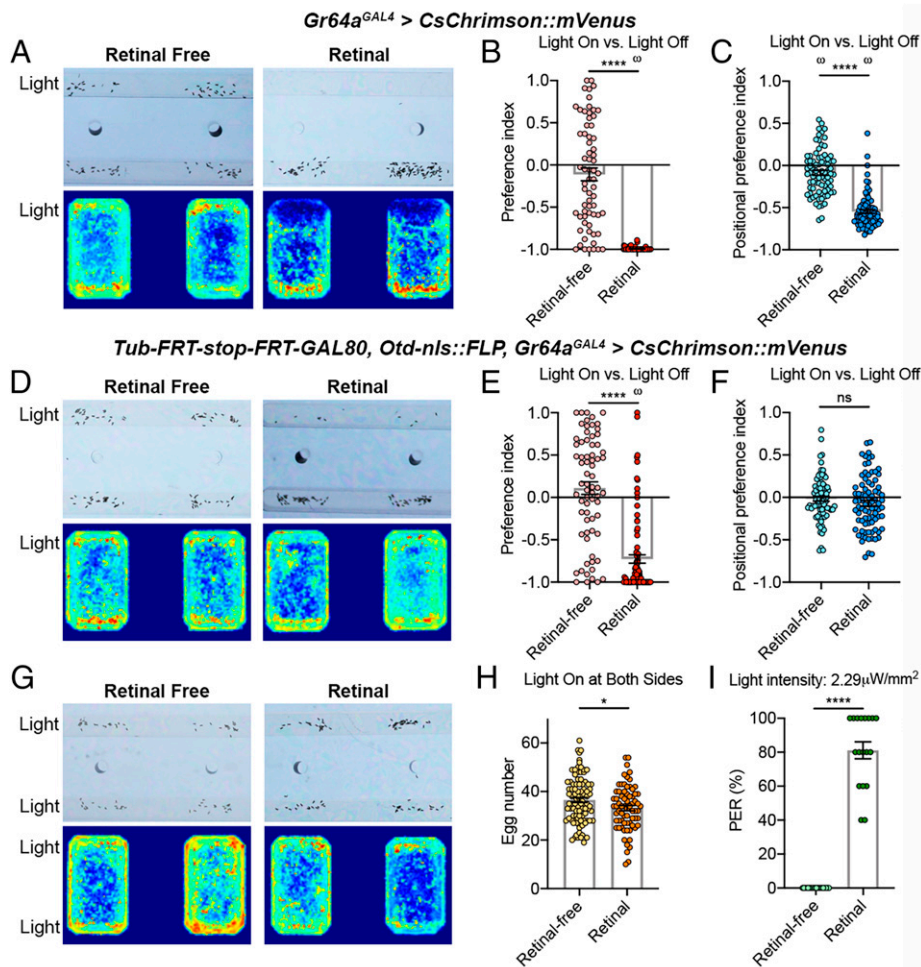 Gr64aGAL4 > CsChrimson::mVenus
A
Retinal Free
Retinal
Light
Light
B
Light On vs. Light Off
**** ω
Preference index
1.0
0.5
0.0
-0.5
-1.0
Retinal-free
Retinal
C
Light On vs. Light Off
ω **** ω
Positional preference index
1.0
0.5
0.0
-0.5
-1.0
Retinal-free
Retinal
Tub-FRT-stop-FRT-GAL80, Otd-nls::FLP, Gr64aGAL4 > CsChrimson::mVenus
D
Retinal Free
Retinal
Light
Light
E
Light On vs. Light Off
**** ω
Preference index
1.0
0.5
0.0
-0.5
-1.0
Retinal-free
Retinal
F
Light On vs. Light Off
ns
Positional preference index
1.0
0.5
0.0
-0.5
-1.0
Retinal-free
Retinal
G
Retinal Free
Retinal
Light
Light
Light
Light
H
Light On at Both Sides
*
Egg number
60
40
20
0
Retinal-free
Retinal
I
Light intensity: 2.29μW/mm2
****
PER (%)
100
80
60
40
20
0
Retinal-free
Retinal